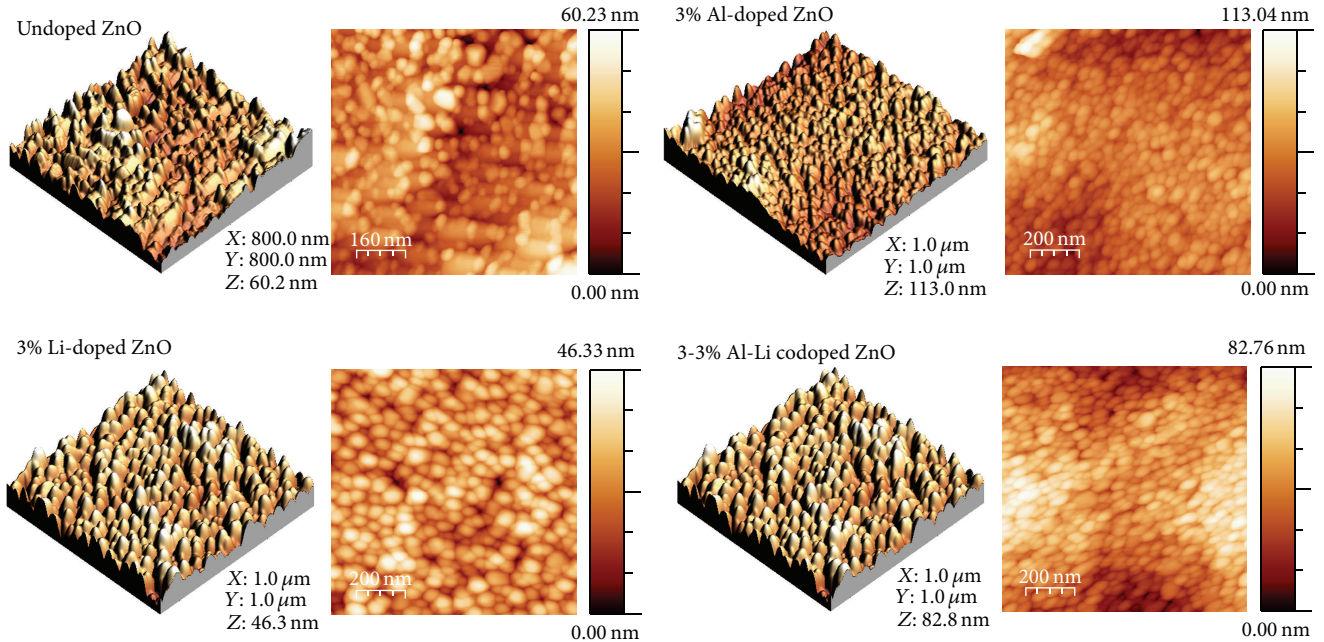 Undoped ZnO
60.23 nm
X: 800.0 nm
Y: 800.0 nm
Z: 60.2 nm
160 nm
0.00 nm
3% Al-doped ZnO
113.04 nm
X: 1.0 μm
Y: 1.0 μm
Z: 113.0 nm
200 nm
0.00 nm
3% Li-doped ZnO
46.33 nm
X: 1.0 μm
Y: 1.0 μm
Z: 46.3 nm
200 nm
0.00 nm
3-3% Al-Li codoped ZnO
82.76 nm
X: 1.0 μm
Y: 1.0 μm
Z: 82.8 nm
200 nm
0.00 nm